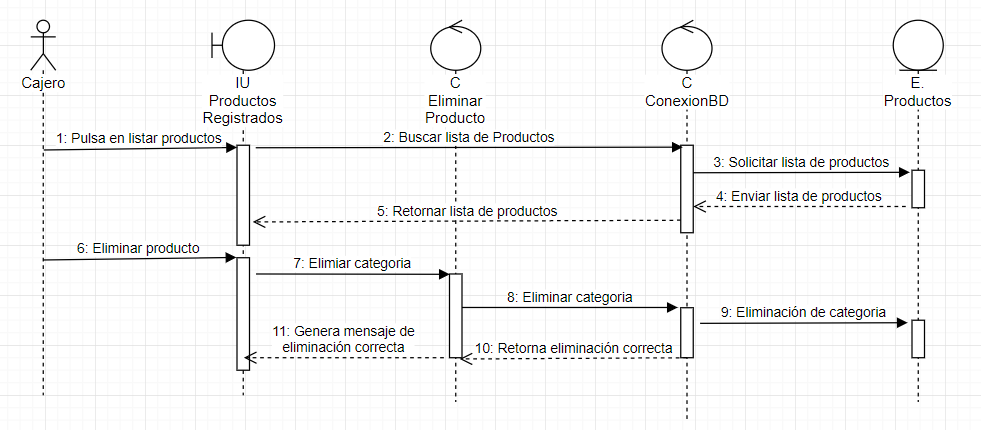 Cajero
IU
Productos
Registrados
C
Eliminar
Producto
C
ConexionBD
E.
Productos
1: Pulsa en listar productos
2: Buscar lista de Productos
3: Solicitar lista de productos
4: Enviar lista de productos
5: Retornar lista de productos
6: Eliminar producto
7: Elimiar categoria
8: Eliminar categoria
9: Eliminación de categoria
10: Retorna eliminación correcta
11: Genera mensaje de
eliminación correcta